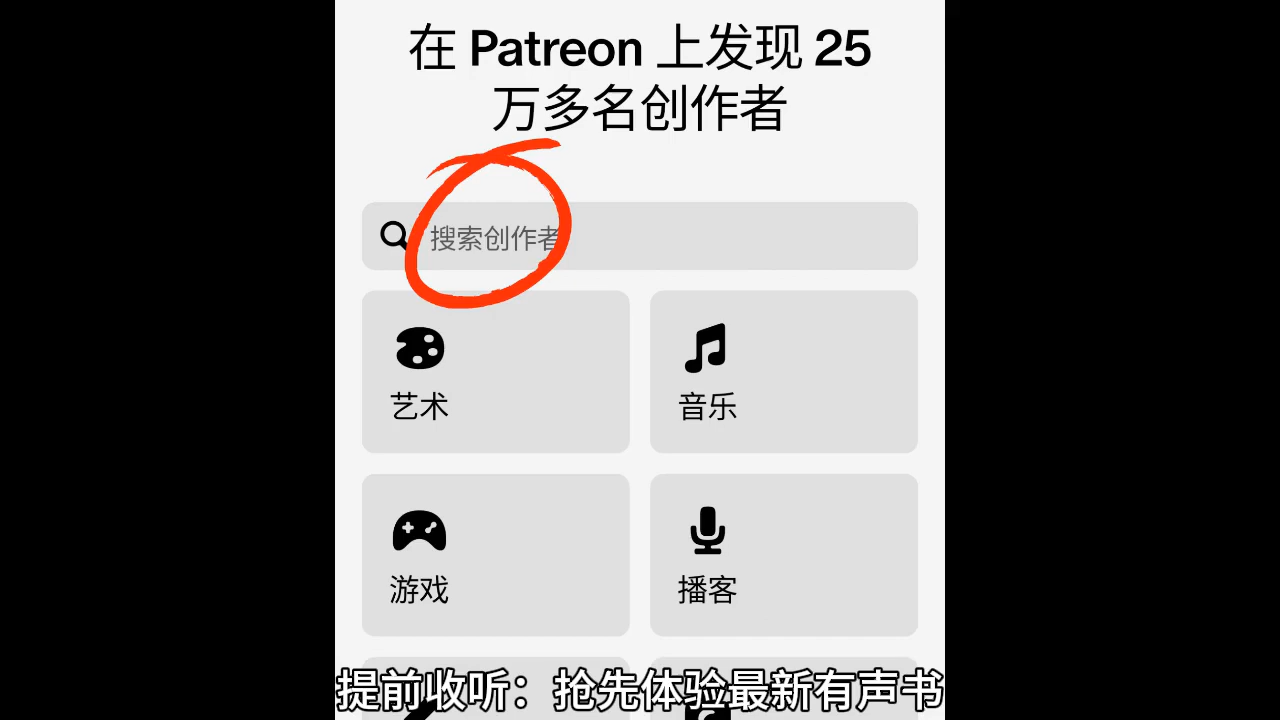 在 Patreon 上发现 25
万多名创作者
搜索创作者
艺术
音乐
游戏
播客
提前收听：抢先体验最新有声书